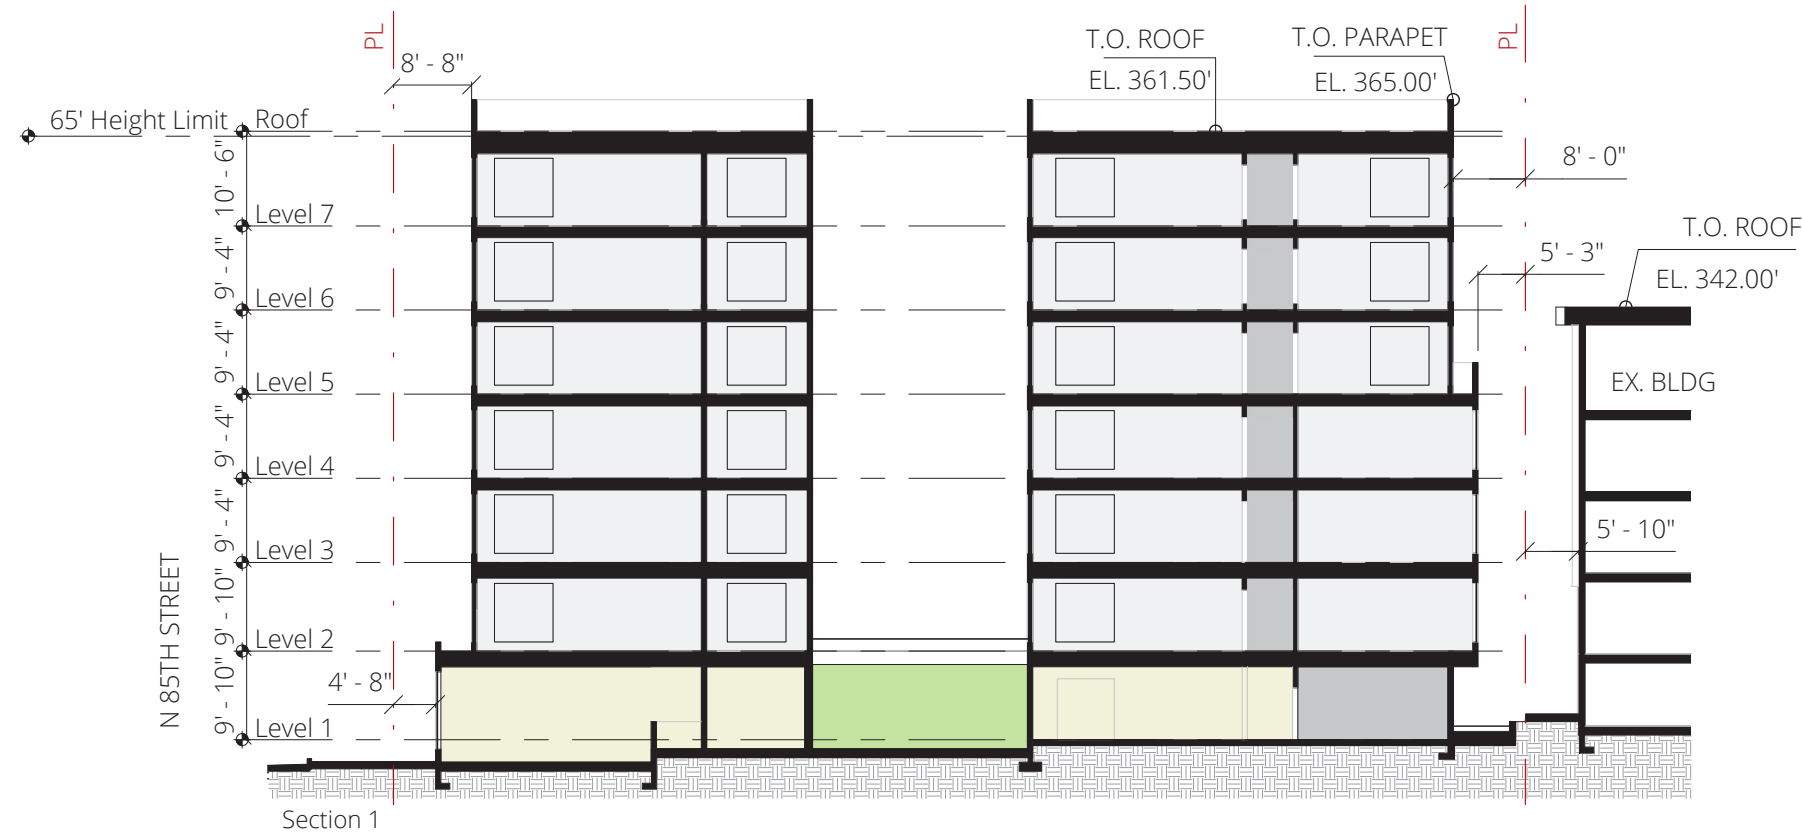 PL
8' - 8"
T.O. ROOF
EL. 361.50'
T.O. PARAPET
EL. 365.00'
PL
65' Height Limit
Roof
10' - 6"
8' - 0"
Level 7
T.O. ROOF
EL. 342.00'
9' - 4"
5' - 3"
Level 6
9' - 4"
Level 5
EX. BLDG
9' - 4"
Level 4
9' - 4"
Level 3
5' - 10"
N 85TH STREET
9' - 10"
Level 2
4' - 8"
9' - 10"
Level 1
Section 1